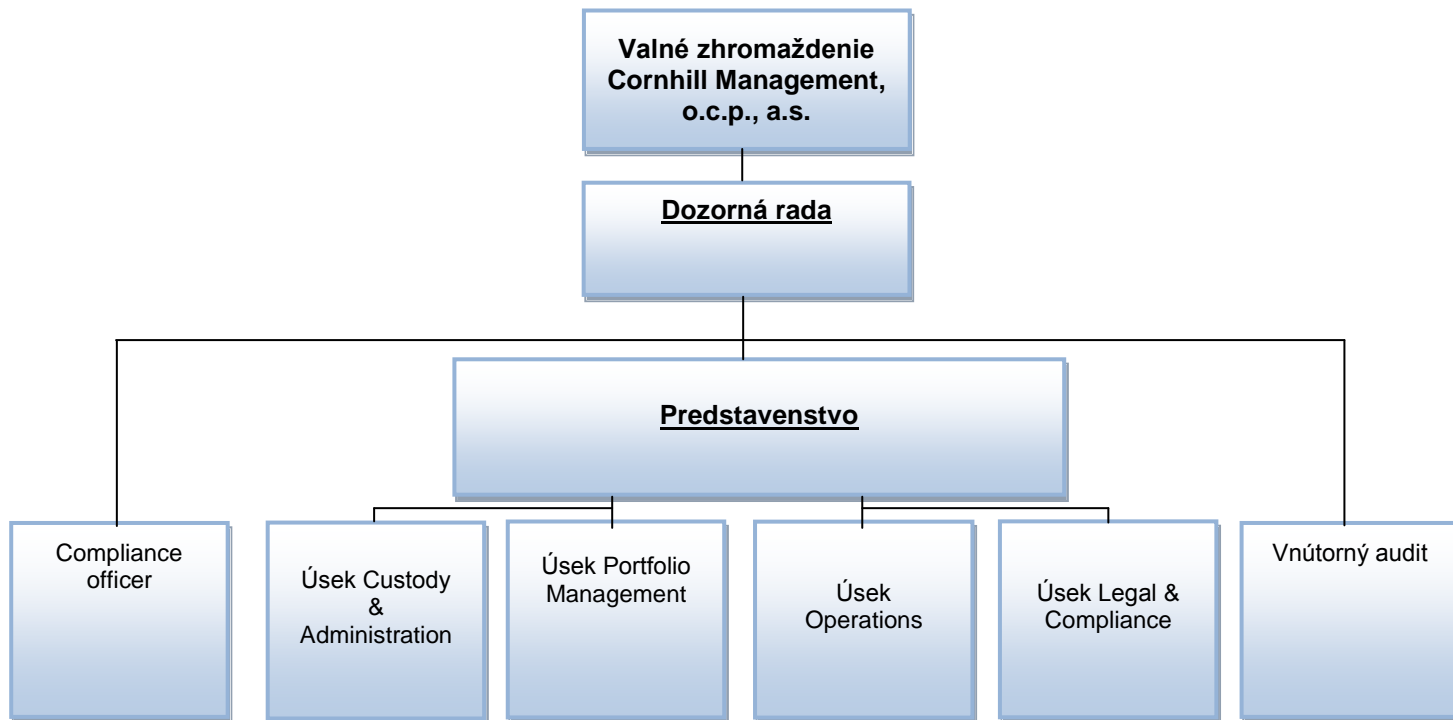 Valné zhromaždenie
Cornhill Management,
o.c.p., a.s.
Dozorná rada
Predstavenstvo
Compliance
officer
Úsek Custody
&
Administration
Úsek Portfolio
Management
Úsek
Operations
Úsek Legal &
Compliance
Vnútorný audit